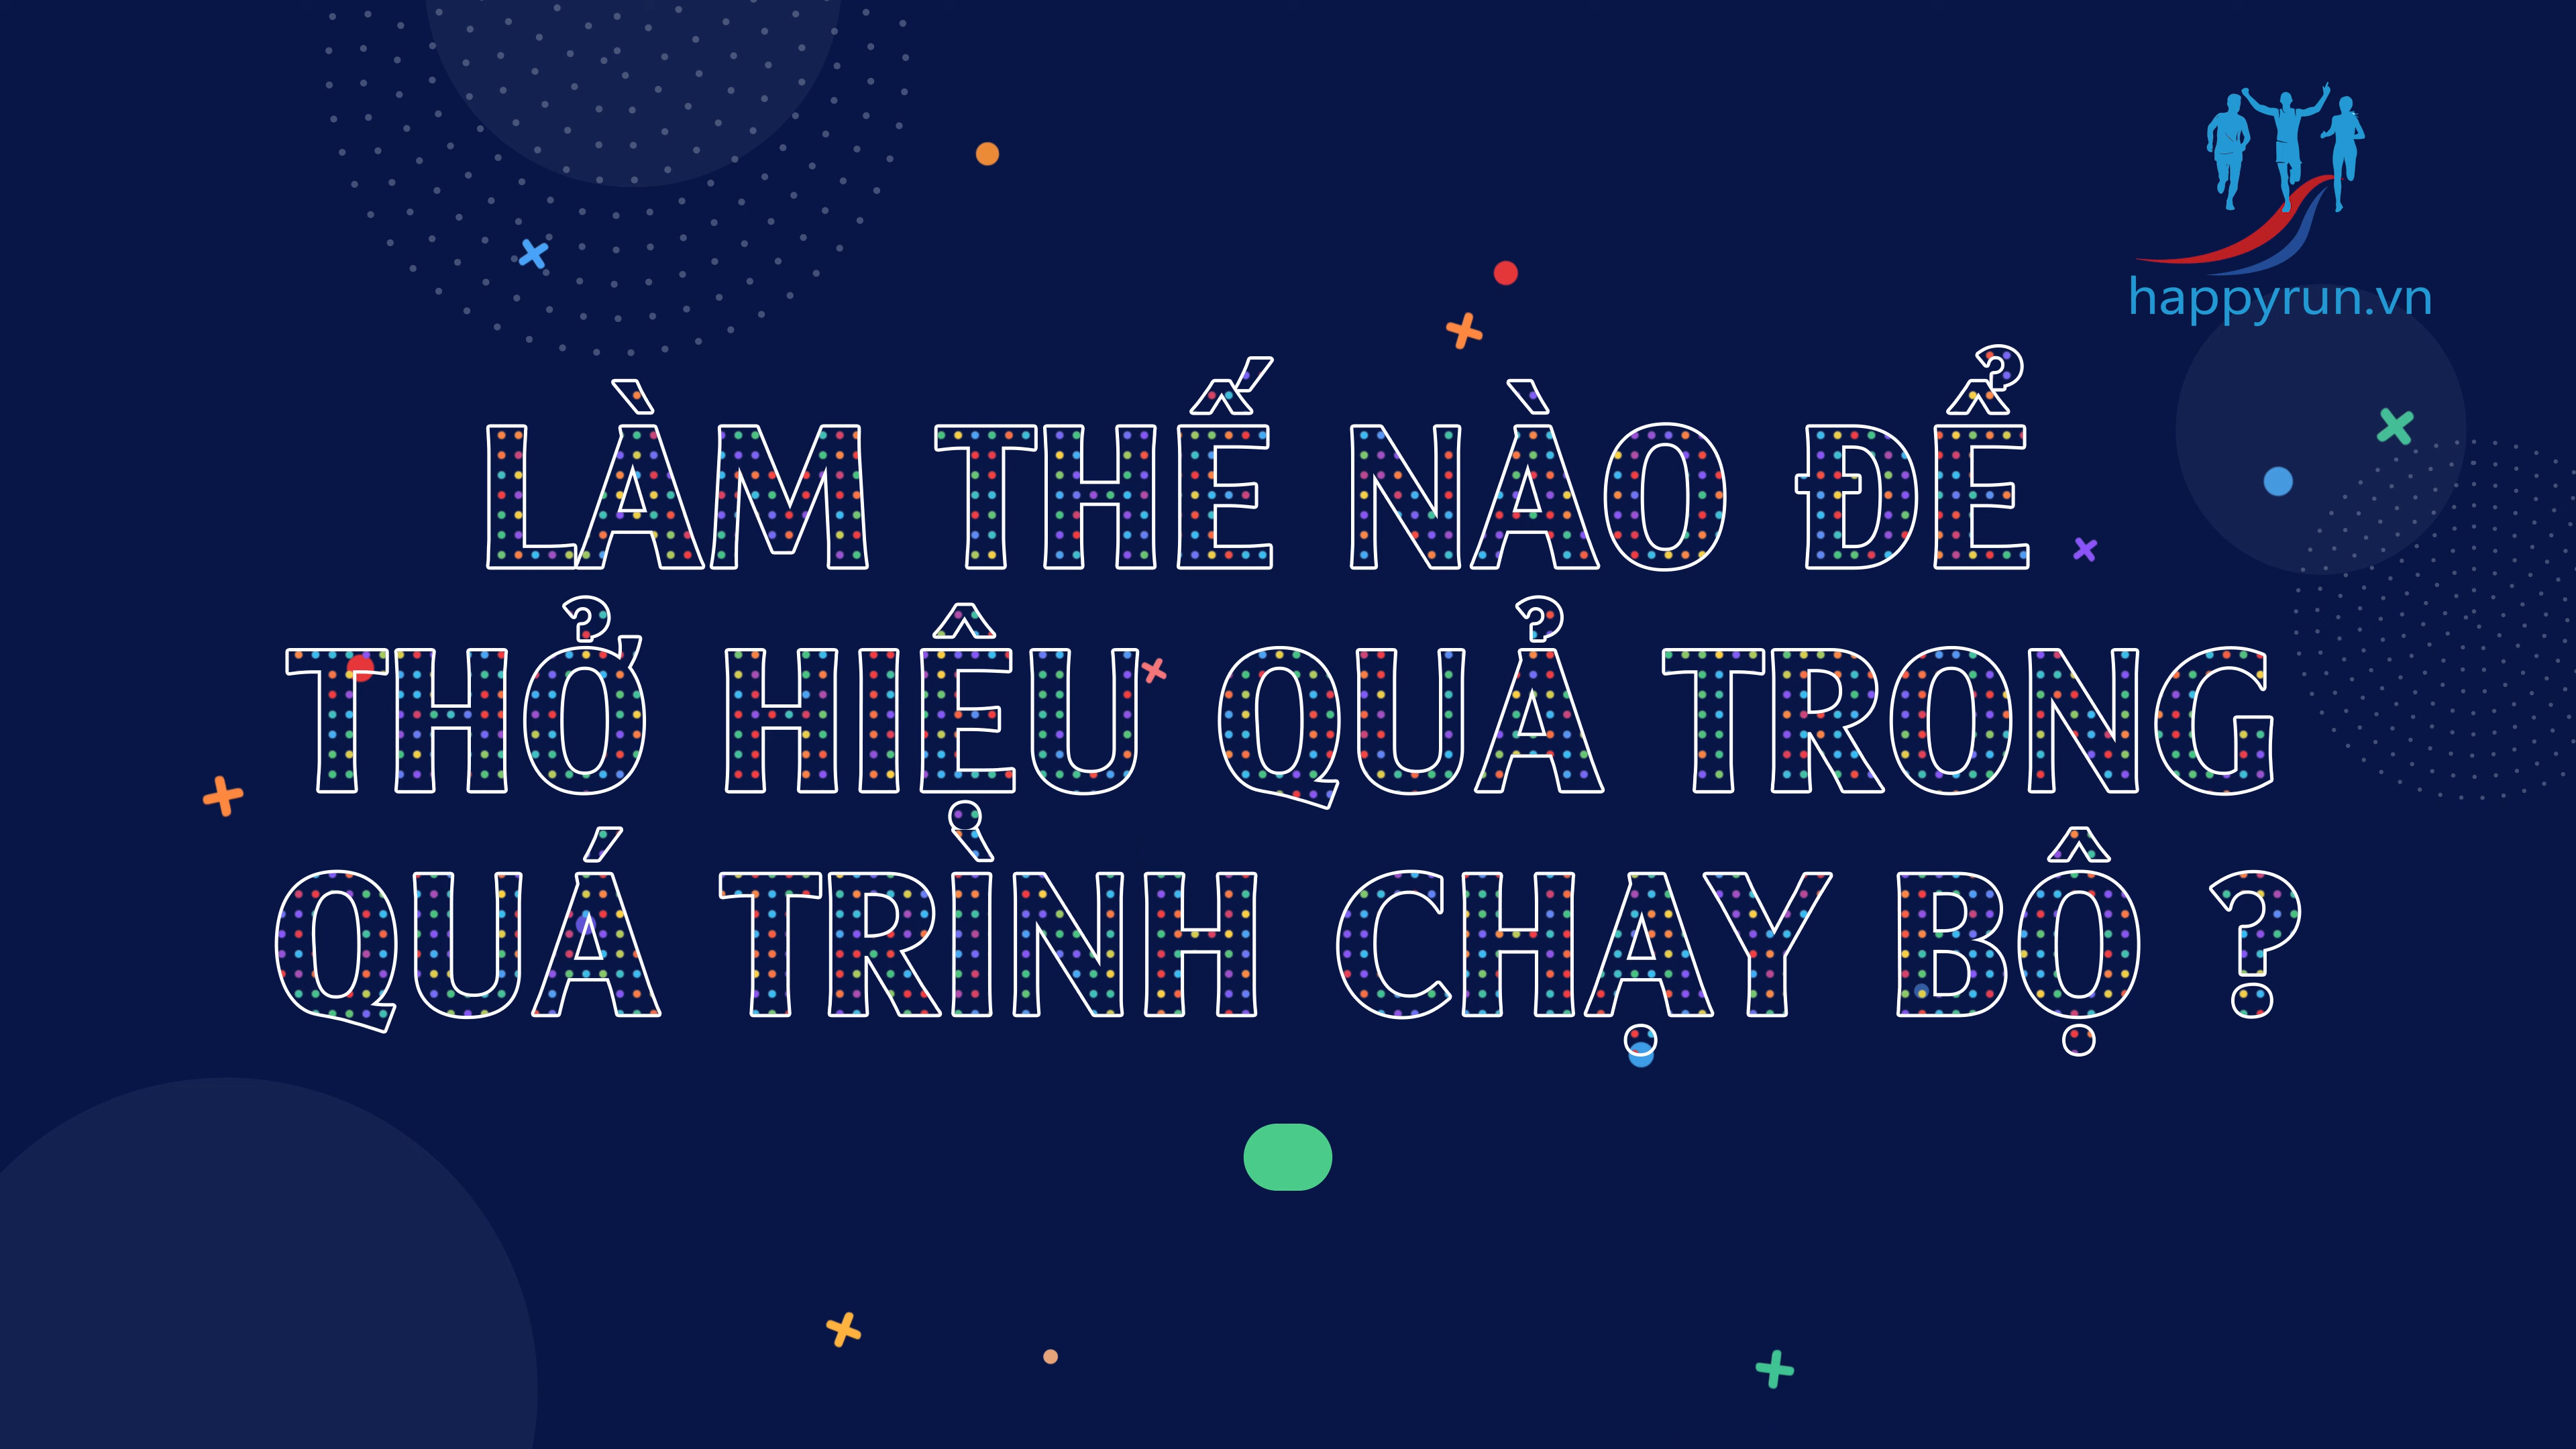 happyrun.vn
LÀM THẾ NÀO ĐỂ
THỞ HIỆU QUẢ TRONG
QUÁ TRÌNH CHẠY BỘ ?